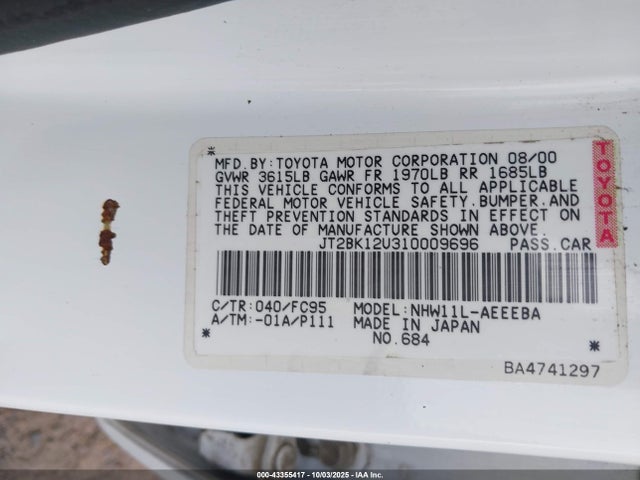 MFD.BY:TOYOTA MOTOR CORPORATION 08/00
GVWR 3615LB GAWR FR 1970LB RR 1685LB
THIS VEHICLE CONFORMS TO ALL APPLICABLE
FEDERAL MOTOR VEHICLE SAFETY.BUMPER.AND
THEFT PREVENTION STANDARDS IN EFFECT ON
THE DATE OF MANUFACTURE SHOWN ABOVE.
JT2BK12U310009696 PASS.CAR
TOYOTA
C/TR:040/FC95 MODEL:NHW11L-AEEEBA
A/TM:-01A/P111 MADE IN JAPAN
NO.684
BA4741297
000-43355417 - 10/03/2025 - IAA Inc.